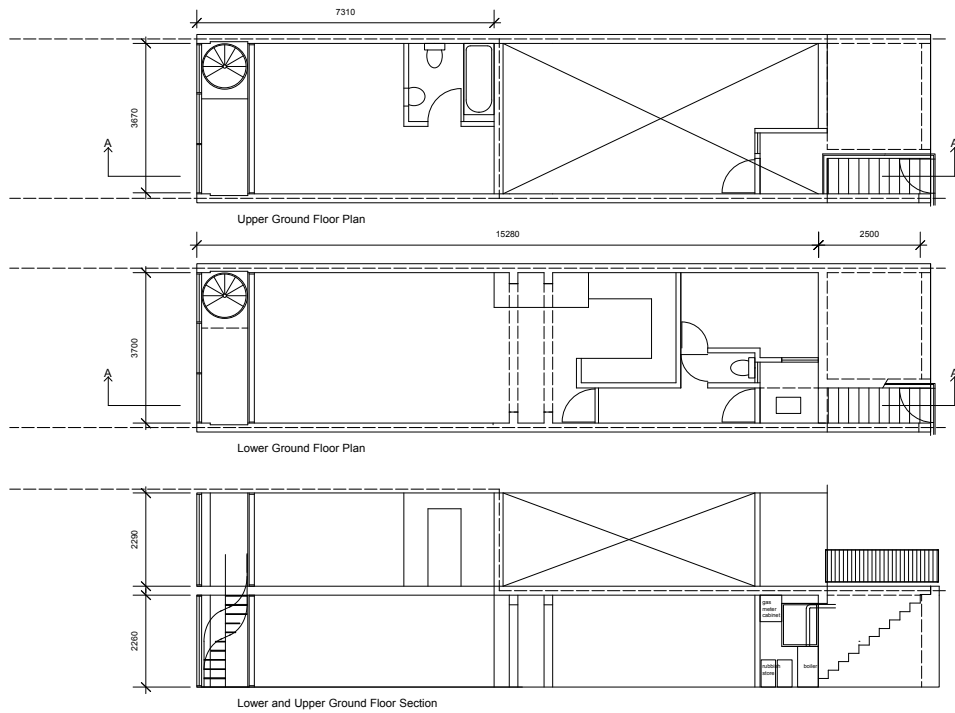 7310
3670
A
A
Upper Ground Floor Plan
15280
2500
3700
A
A
Lower Ground Floor Plan
2290
2260
gas
meter
cabinet
rubbish
store
boiler
Lower and Upper Ground Floor Section